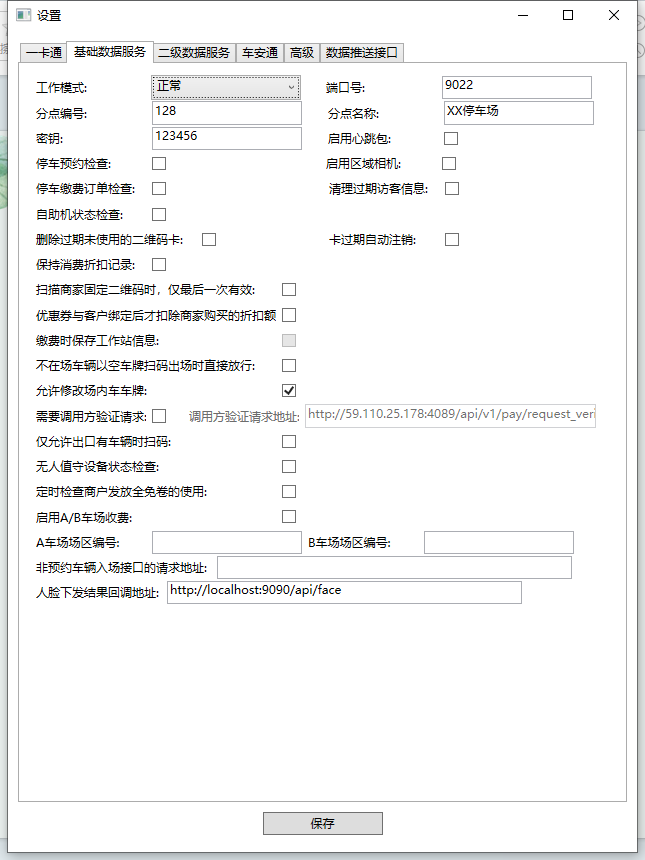 设置
一卡通 基础数据服务 二级数据服务 车安通 高级 数据推送接口
工作模式: 正常 端口号: 9022
分点编号: 128 分点名称: XX停车场
密钥: 123456 启用心跳包:
停车预约检查: 启用区域相机:
停车缴费订单检查: 清理过期访客信息:
自助机状态检查:
删除过期未使用的二维码卡: 卡过期自动注销:
保持消费折扣记录:
扫描商家固定二维码时，仅最后一次有效:
优惠券与客户绑定后才扣除商家购买的折扣额
缴费时保存工作站信息:
不在场车辆以空车牌扫码出场时直接放行:
允许修改场内车车牌:
需要调用方验证请求: 调用方验证请求地址: http://59.110.25.178:4089/api/v1/pay/request_veri
仅允许出口有车辆时扫码:
无人值守设备状态检查:
定时检查商户发放全免卷的使用:
启用A/B车场收费:
A车场场区编号: B车场场区编号:
非预约车辆入场接口的请求地址:
人脸下发结果回调地址: http://localhost:9090/api/face
保存